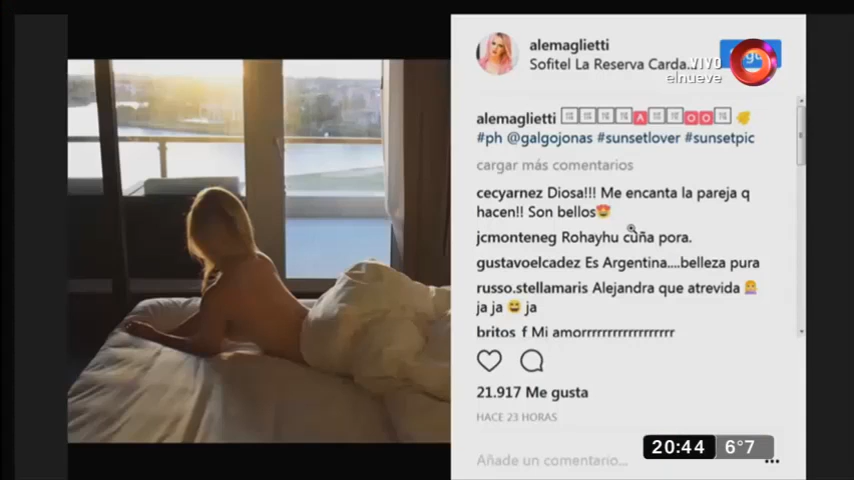 alemaglietti
Sofitel La Reserva Carda...
VIVO
elnueve
alemaglietti
#ph @galgojonas #sunsetlover #sunsetpic
cargar más comentarios
cecyarnez Diosa!!! Me encanta la pareja q
hacen!! Son bellos😍
jcmonteneg Rohayhu cuña pora.
gustavoelcadez Es Argentina....belleza pura
russo.stellamaris Alejandra que atrevida 🤷‍♀️
ja ja 😄 ja
britos_f Mi amorrrrrrrrrrrrrrrrrr
21.917 Me gusta
HACE 23 HORAS
Añade un comentario...
20:44 6°7